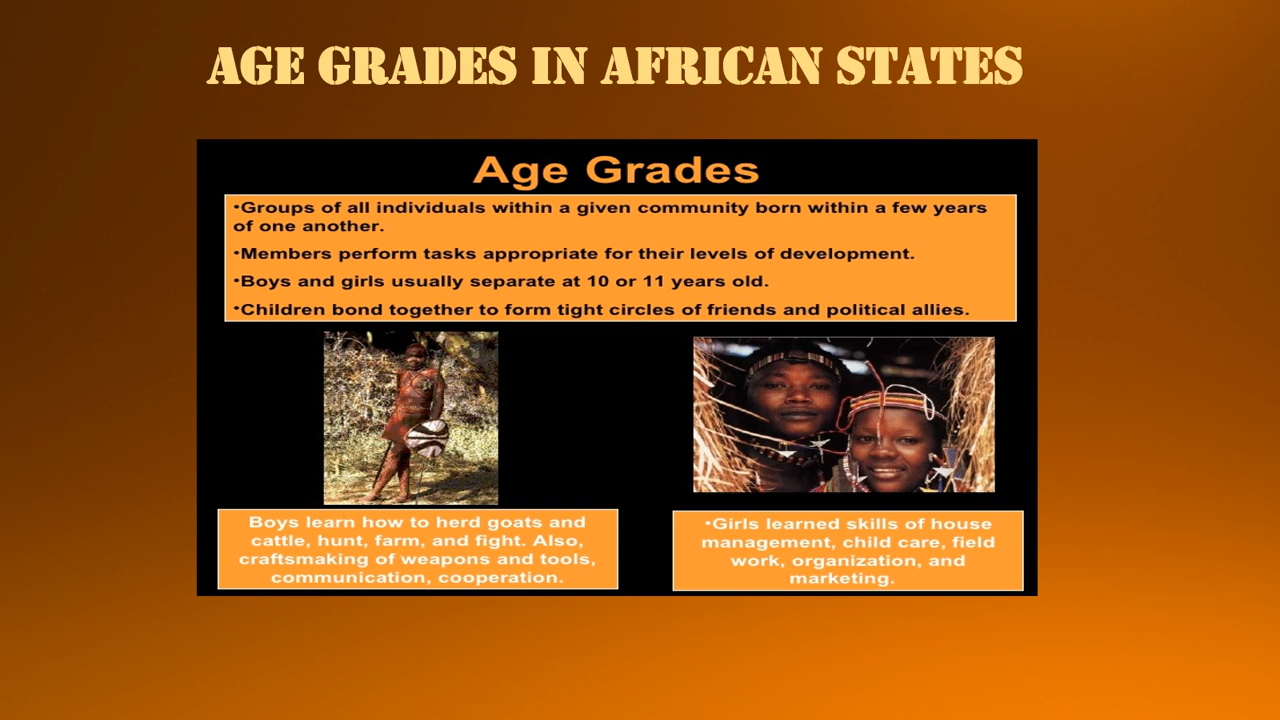 AGE GRADES IN AFRICAN STATES
Age Grades
•Groups of all individuals within a given community born within a few years
of one another.
•Members perform tasks appropriate for their levels of development.
•Boys and girls usually separate at 10 or 11 years old.
•Children bond together to form tight circles of friends and political allies.
Boys learn how to herd goats and
cattle, hunt, farm, and fight. Also,
craftsmaking of weapons and tools,
communication, cooperation.
•Girls learned skills of house
management, child care, field
work, organization, and
marketing.